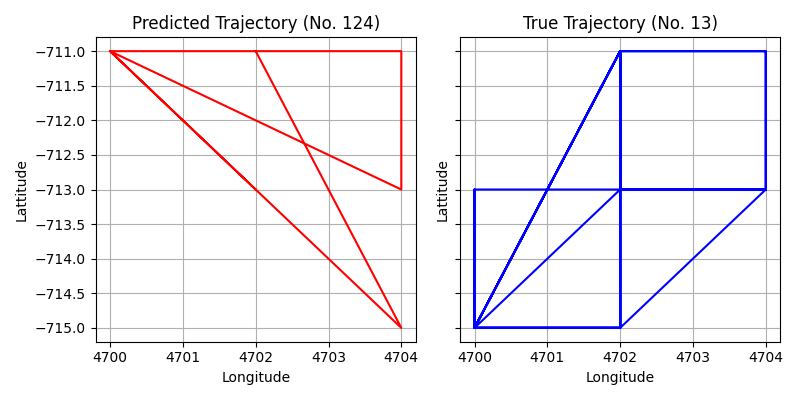 Predicted Trajectory (No. 124)
−711.0
−711.5
−712.0
−712.5
−713.0
−713.5
−714.0
−714.5
−715.0
Lattitude
4700 4701 4702 4703 4704
Longitude
True Trajectory (No. 13)
Lattitude
4700 4701 4702 4703 4704
Longitude